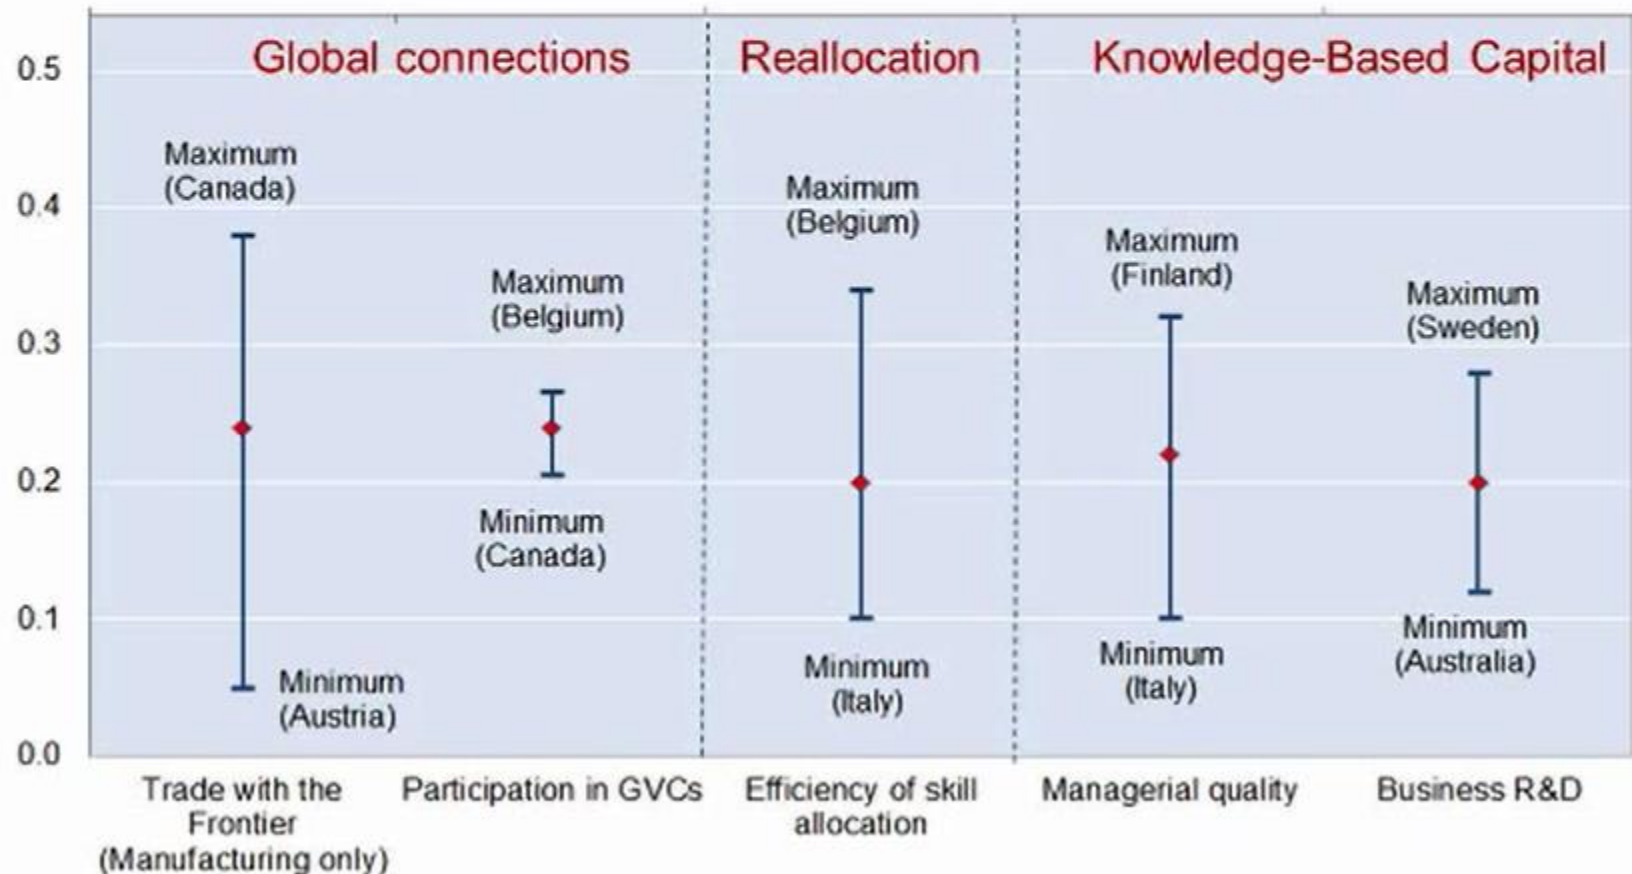 Global connections
Reallocation
Knowledge-Based Capital
0.5
0.4
0.3
0.2
0.1
0.0
Maximum
(Canada)
Minimum
(Austria)
Maximum
(Belgium)
Minimum
(Canada)
Maximum
(Belgium)
Minimum
(Italy)
Maximum
(Finland)
Minimum
(Italy)
Maximum
(Sweden)
Minimum
(Australia)
Trade with the
Frontier
(Manufacturing only)
Participation in GVCs
Efficiency of skill
allocation
Managerial quality
Business R&D